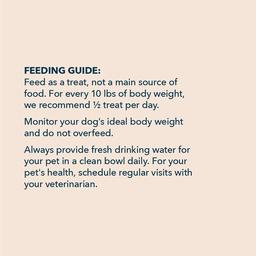 FEEDING GUIDE:
Feed as a treat, not a main source of
food. For every 10 lbs of body weight,
we recommend ½ treat per day.
Monitor your dog's ideal body weight
and do not overfeed.
Always provide fresh drinking water for
your pet in a clean bowl daily. For your
pet's health, schedule regular visits with
your veterinarian.